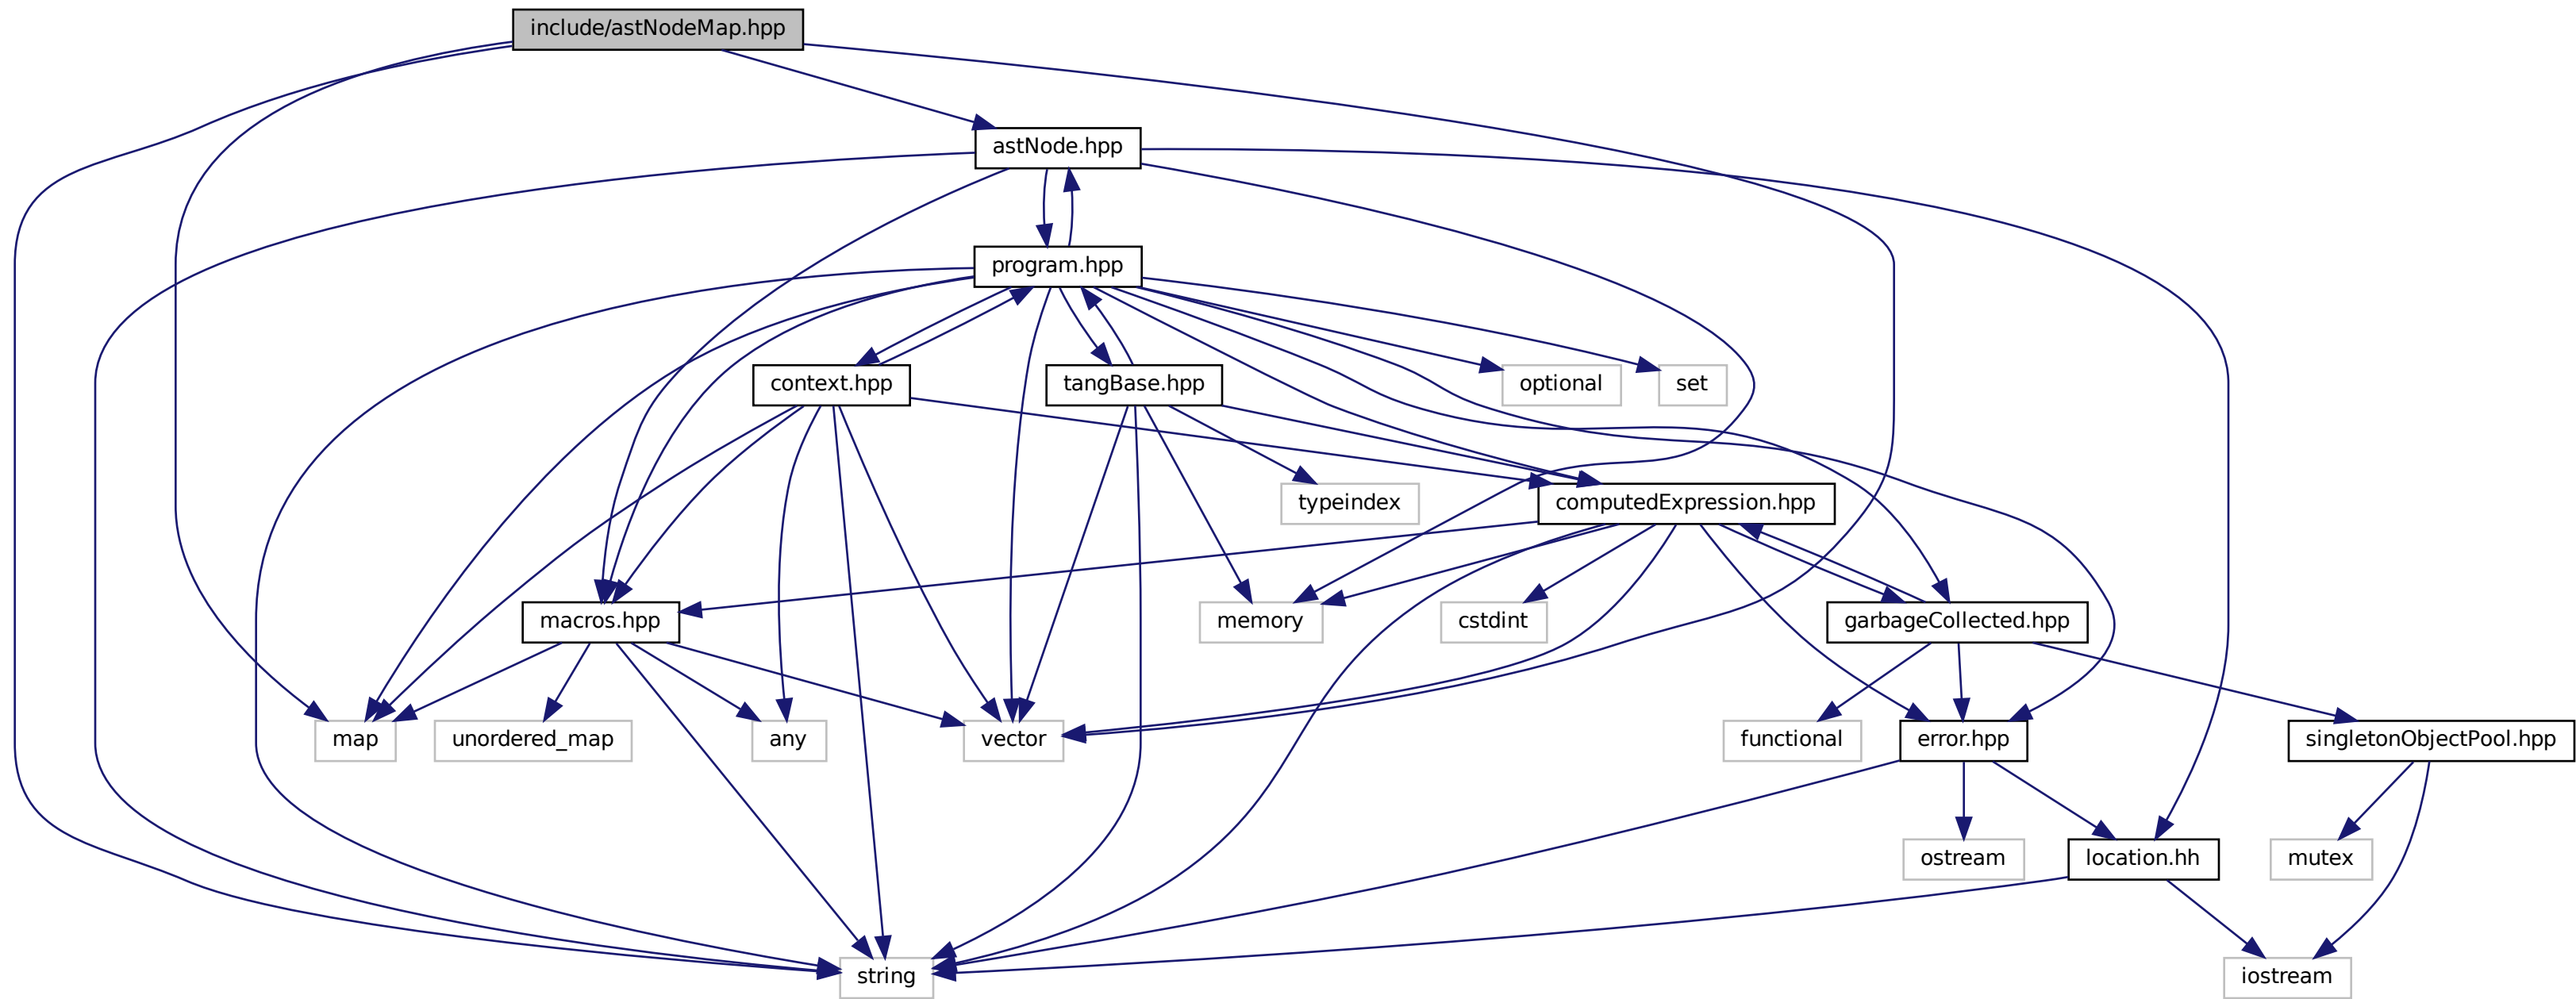 include/astNodeMap.hpp
astNode.hpp
program.hpp
context.hpp
tangBase.hpp
optional
set
typeindex
computedExpression.hpp
macros.hpp
memory
cstdint
garbageCollected.hpp
map
unordered_map
any
vector
functional
error.hpp
singletonObjectPool.hpp
ostream
location.hh
mutex
string
iostream